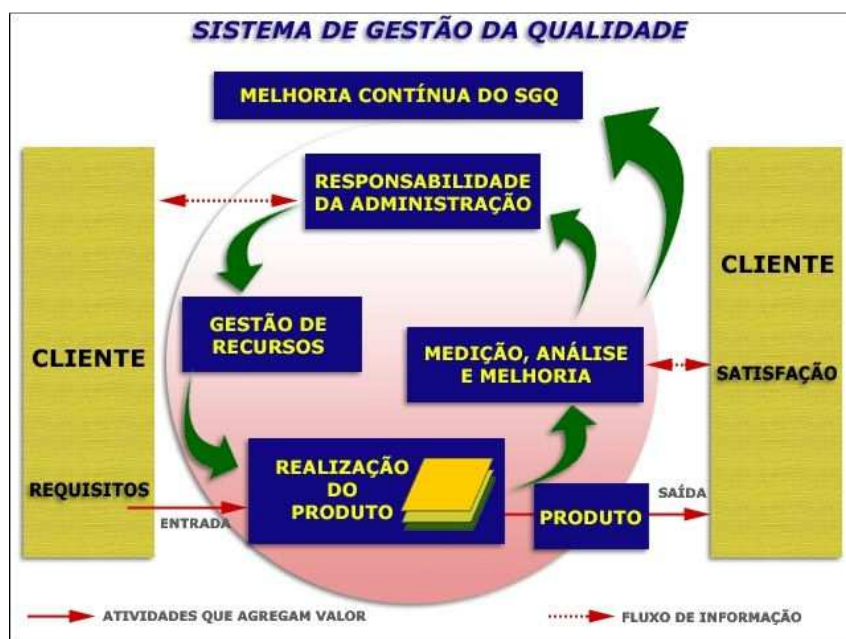 SISTEMA DE GESTÃO DA QUALIDADE
MELHORIA CONTÍNUA DO SGQ
RESPONSABILIDADE
DA ADMINISTRAÇÃO
CLIENTE
GESTÃO DE
RECURSOS
MEDIÇÃO, ANÁLISE
E MELHORIA
CLIENTE
SATISFAÇÃO
REALIZAÇÃO
DO
PRODUTO
REQUISITOS
ENTRADA
PRODUTO
SAÍDA
ATIVIDADES QUE AGREGAM VALOR
FLUXO DE INFORMAÇÃO